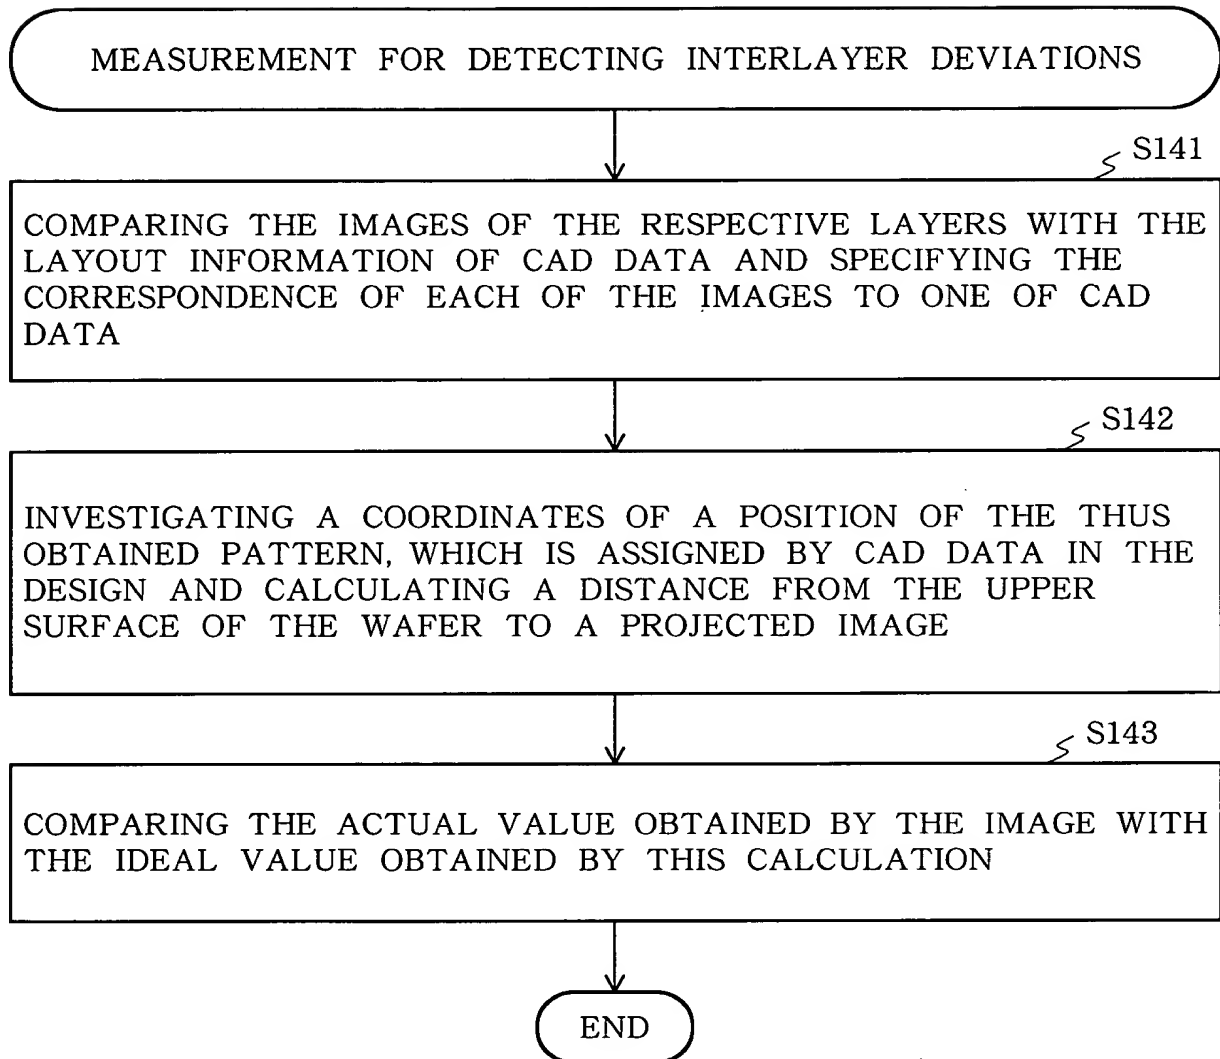 MEASUREMENT FOR DETECTING INTERLAYER DEVIATIONS
S141
COMPARING THE IMAGES OF THE RESPECTIVE LAYERS WITH THE
LAYOUT INFORMATION OF CAD DATA AND SPECIFYING THE
CORRESPONDENCE OF EACH OF THE IMAGES TO ONE OF CAD
DATA
S142
INVESTIGATING A COORDINATES OF A POSITION OF THE THUS
OBTAINED PATTERN, WHICH IS ASSIGNED BY CAD DATA IN THE
DESIGN AND CALCULATING A DISTANCE FROM THE UPPER
SURFACE OF THE WAFER TO A PROJECTED IMAGE
S143
COMPARING THE ACTUAL VALUE OBTAINED BY THE IMAGE WITH
THE IDEAL VALUE OBTAINED BY THIS CALCULATION
END